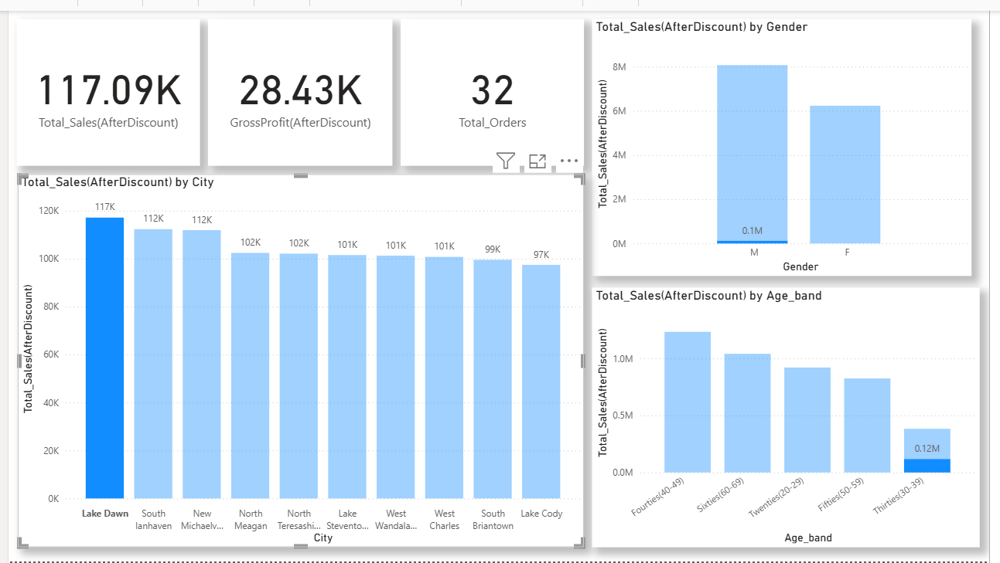 117.09K
Total_Sales(AfterDiscount)
28.43K
GrossProfit(AfterDiscount)
32
Total_Orders
Total_Sales(AfterDiscount) by Gender
Total_Sales(AfterDiscount)
8M
6M
4M
2M
0M
0.1M
M
F
Gender
Total_Sales(AfterDiscount) by City
Total_Sales(AfterDiscount)
120K
100K
80K
60K
40K
20K
0K
117K
112K
112K
102K
102K
101K
101K
101K
99K
97K
Lake Dawn
South
Ianhaven
New
Michaelv...
North
Meagan
North
Teresashi...
Lake
Stevento...
West
Wandala...
West
Charles
South
Briantown
Lake Cody
City
Total_Sales(AfterDiscount) by Age_band
Total_Sales(AfterDiscount)
1.0M
0.5M
0.0M
0.12M
Fourties(40-49)
Sixties(60-69)
Twenties(20-29)
Fifties(50-59)
Thirties(30-39)
Age_band